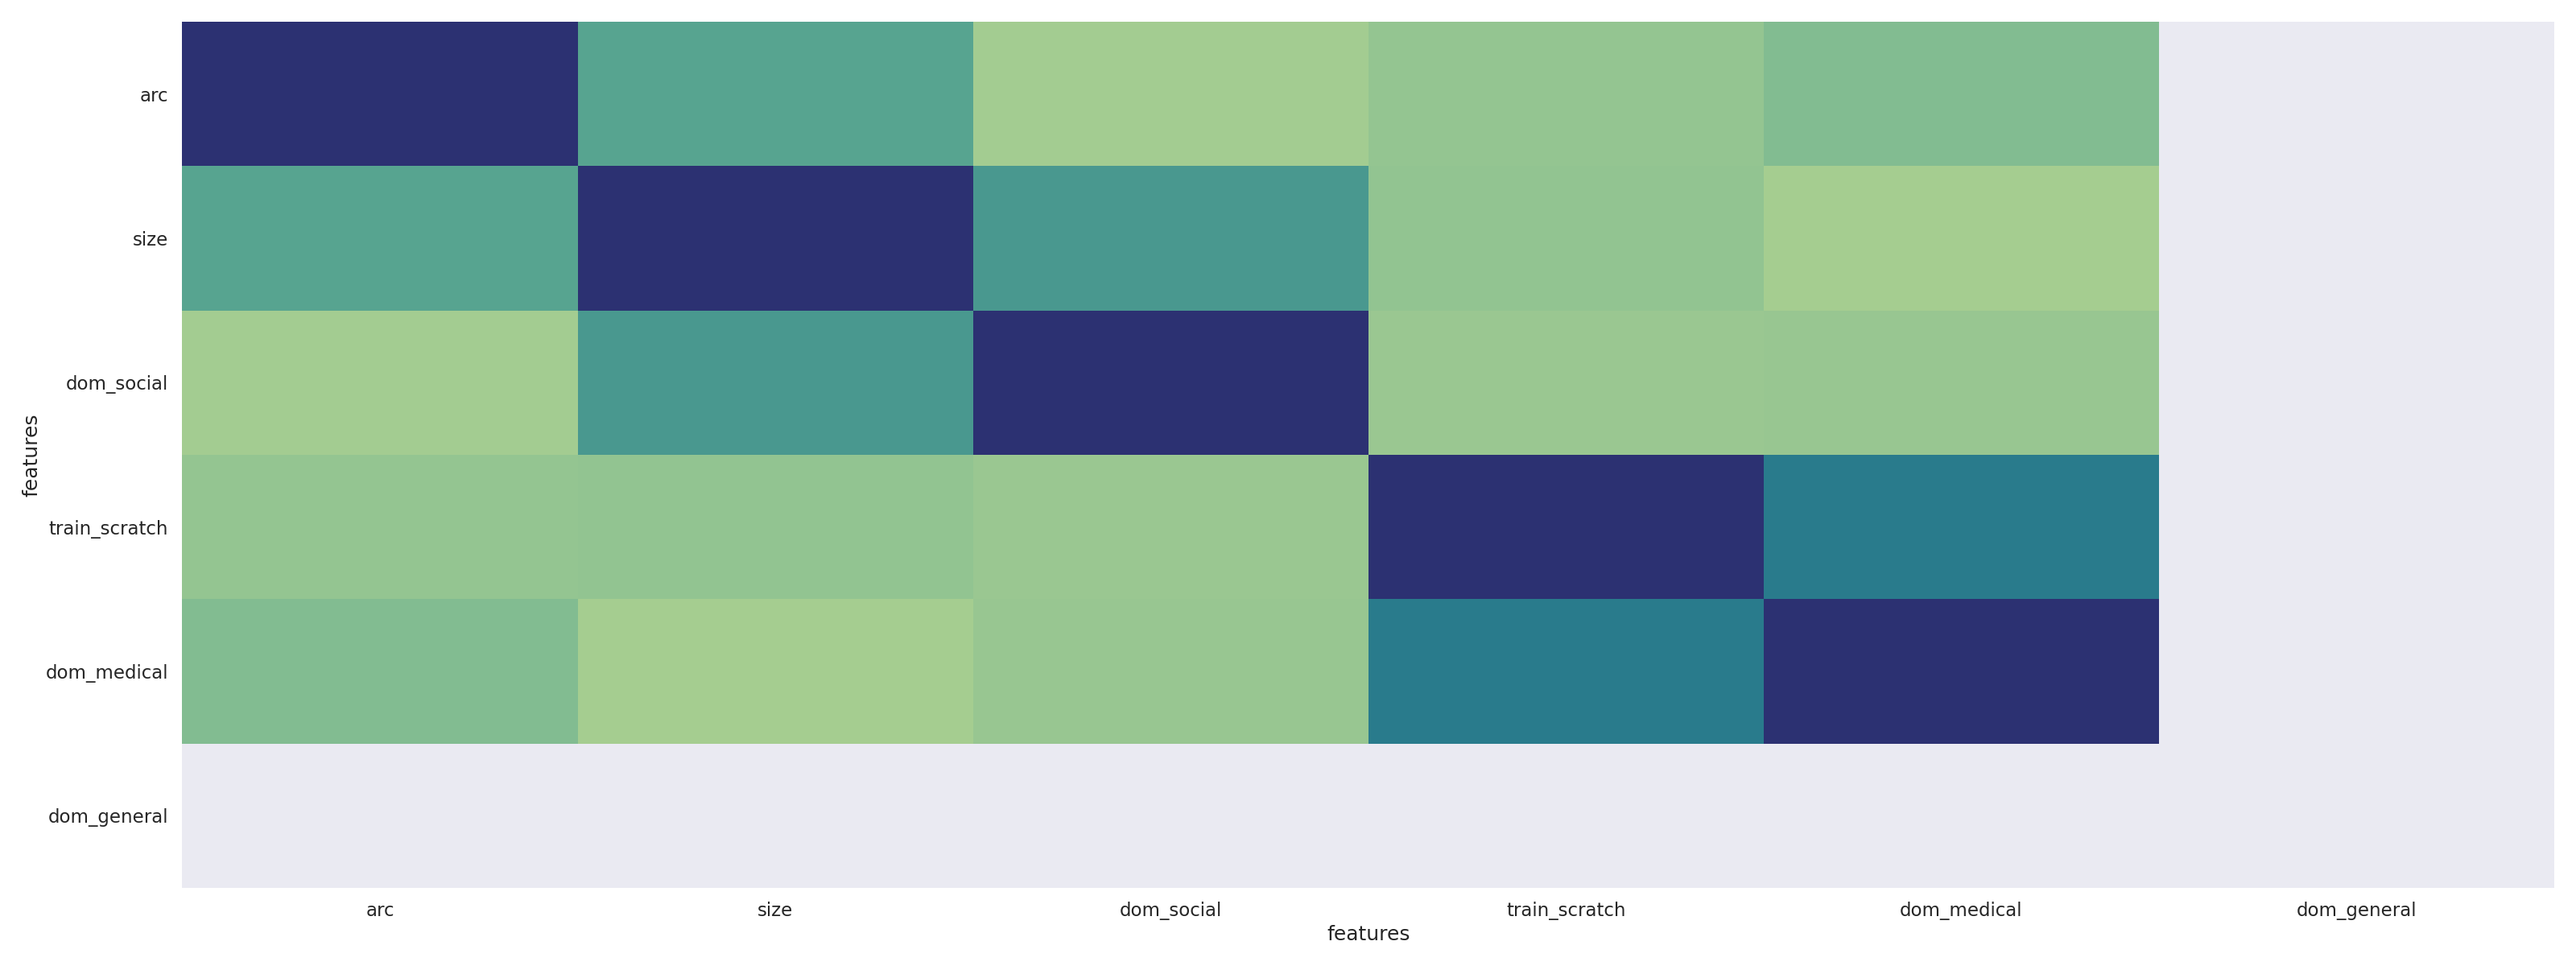 arc
size
dom_social
train_scratch
dom_medical
dom_general
features
arc size dom_social train_scratch dom_medical dom_general
features